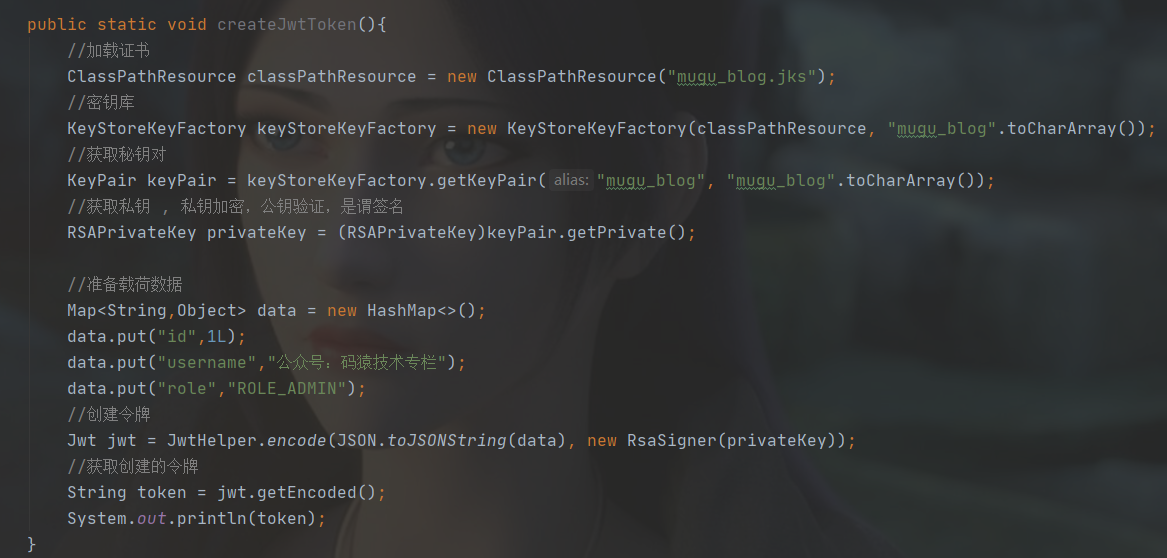 public static void createJwtToken(){
//加载证书
ClassPathResource classPathResource = new ClassPathResource("mugu_blog.jks");
//密钥库
KeyStoreKeyFactory keyStoreKeyFactory = new KeyStoreKeyFactory(classPathResource, "mugu_blog".toCharArray());
//获取秘钥对
KeyPair keyPair = keyStoreKeyFactory.getKeyPair( alias: "mugu_blog", "mugu_blog".toCharArray());
//获取私钥 , 私钥加密，公钥验证，是谓签名
RSAPrivateKey privateKey = (RSAPrivateKey)keyPair.getPrivate();
//准备载荷数据
Map<String,Object> data = new HashMap<>();
data.put("id",1L);
data.put("username","公众号：码猿技术专栏");
data.put("role","ROLE_ADMIN");
//创建令牌
Jwt jwt = JwtHelper.encode(JSON.toJSONString(data), new RsaSigner(privateKey));
//获取创建的令牌
String token = jwt.getEncoded();
System.out.println(token);
}